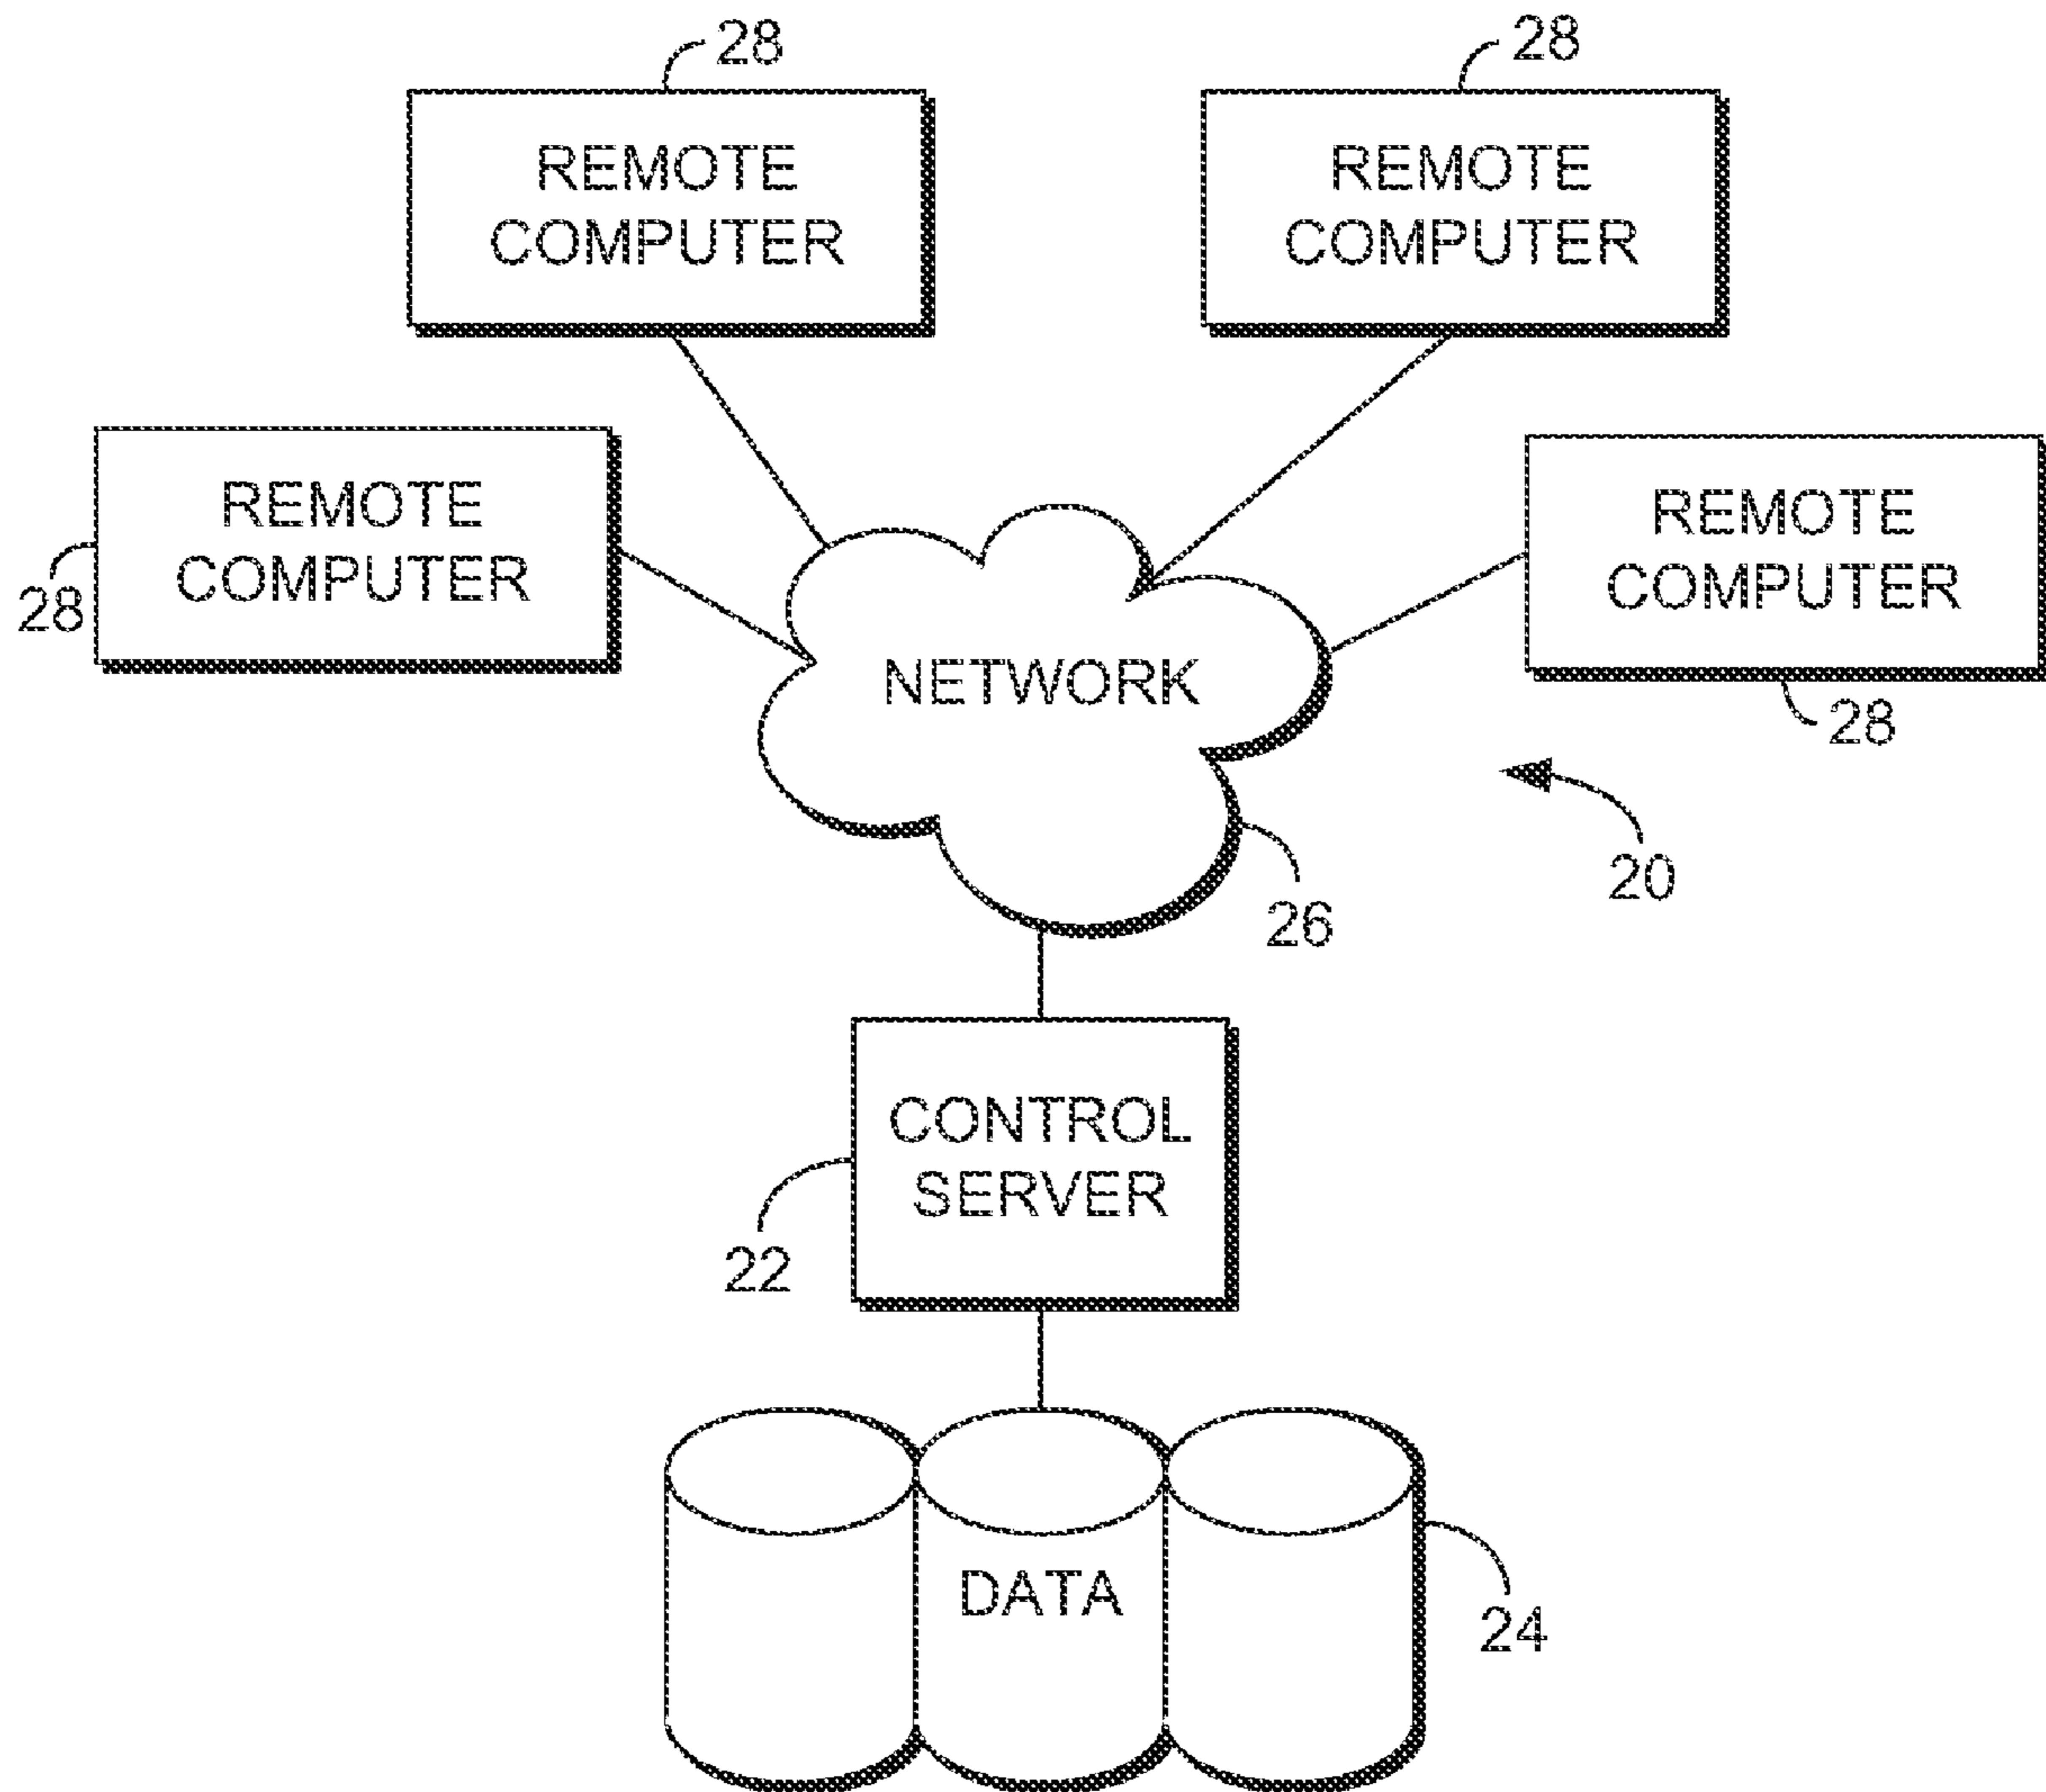 28
28
REMOTE
COMPUTER
REMOTE
COMPUTER
REMOTE
COMPUTER
28
REMOTE
COMPUTER
28
NETWORK
20
26
CONTROL
SERVER
22
DATA
24